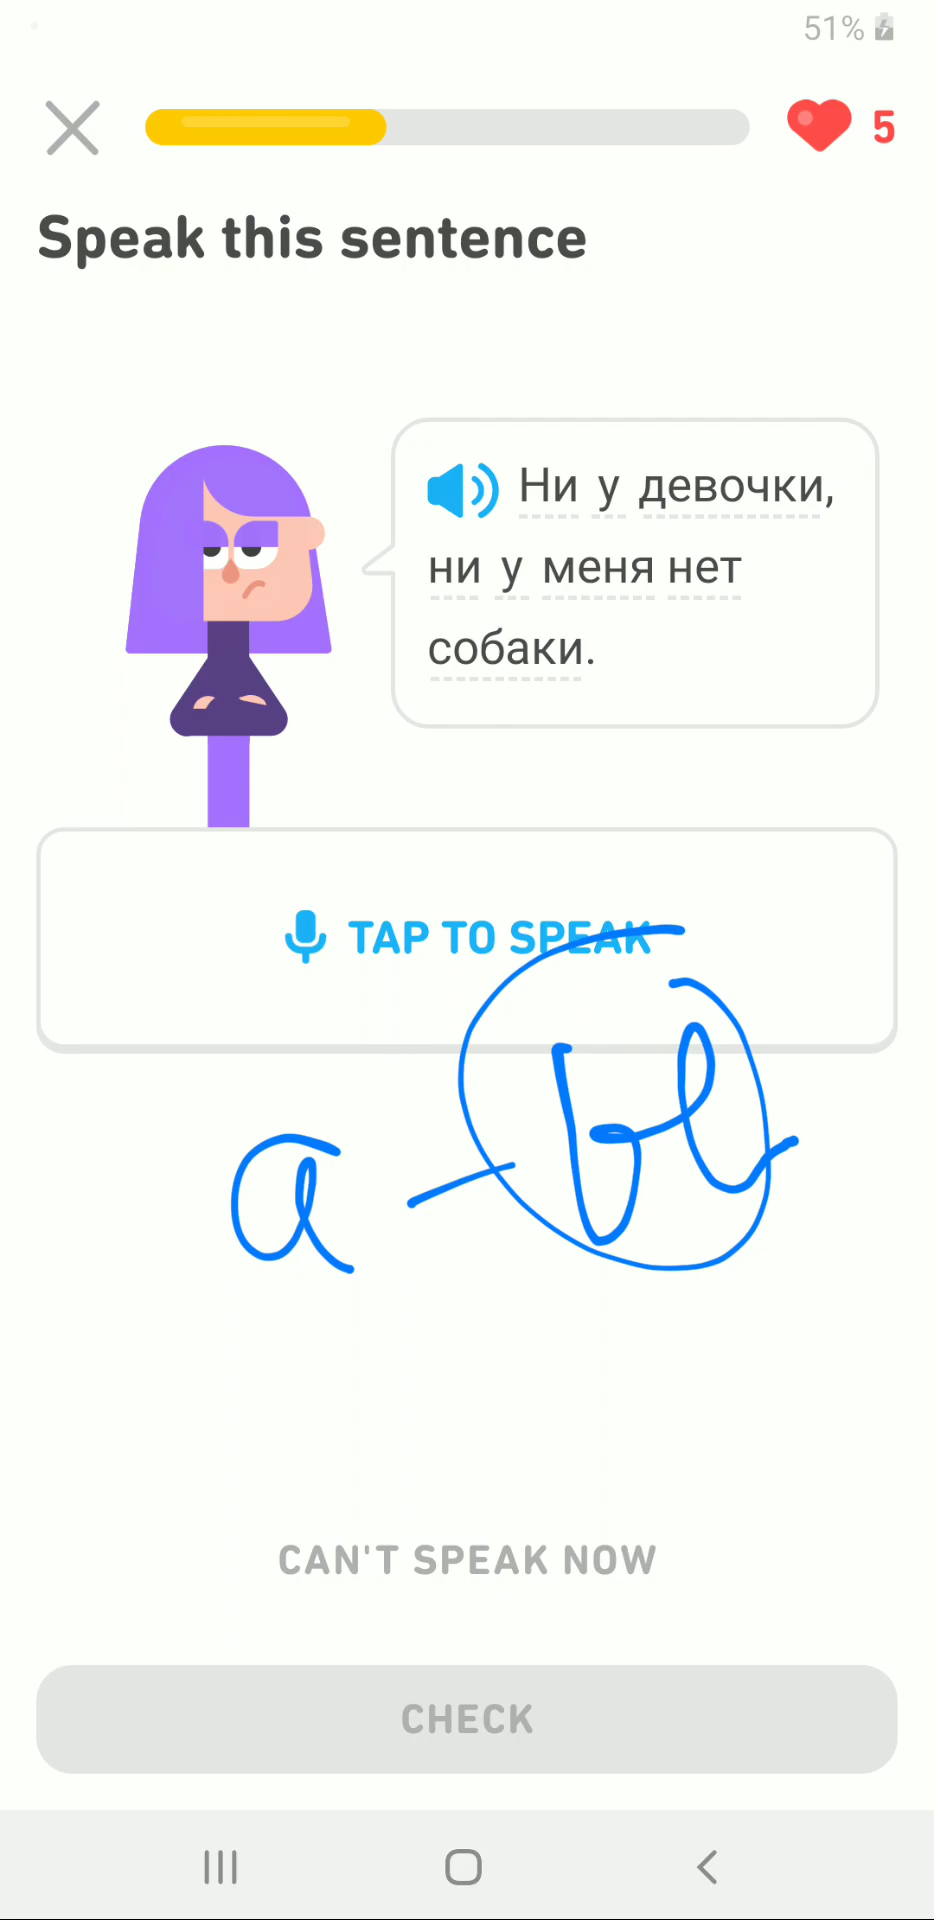 51%
5
Speak this sentence
Ни у девочки,
ни у меня нет
собаки.
TAP TO SPEAK
а - ы
CAN'T SPEAK NOW
CHECK